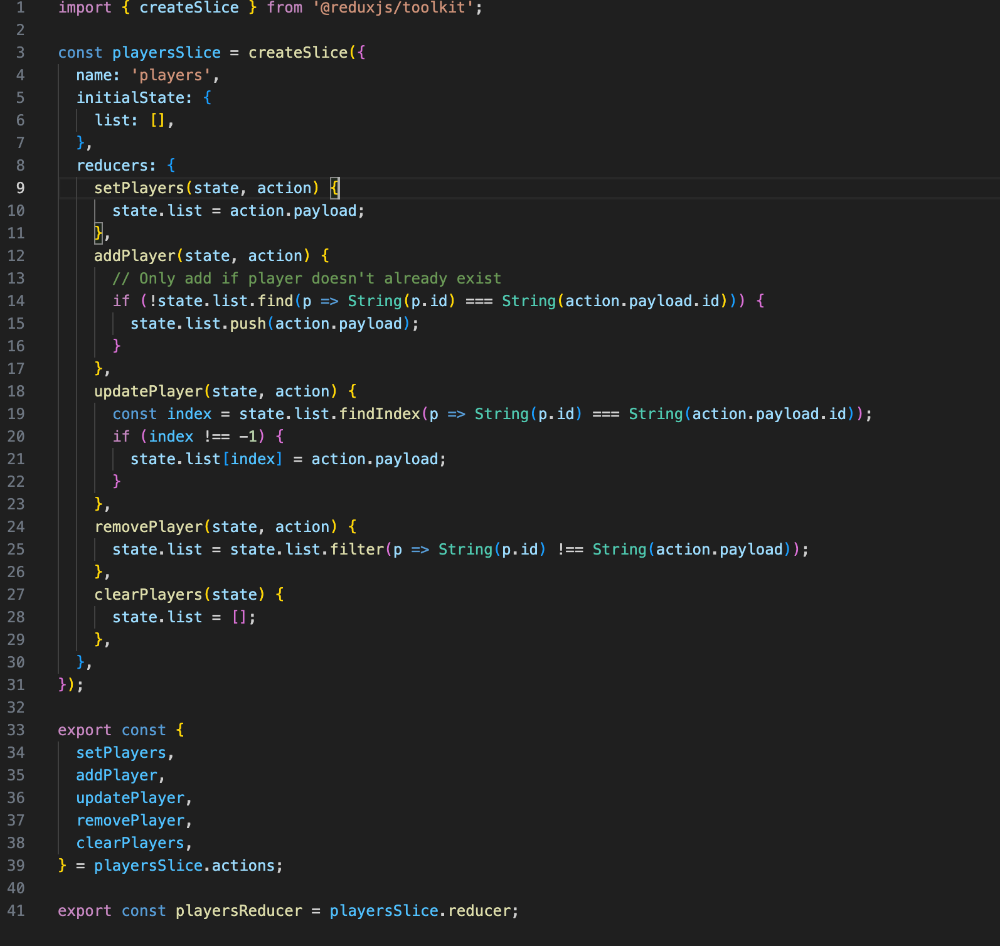 1 import { createSlice } from '@reduxjs/toolkit';
2
3 const playersSlice = createSlice({
4   name: 'players',
5   initialState: {
6     list: [],
7   },
8   reducers: {
9     setPlayers(state, action) {
10       state.list = action.payload;
11     },
12     addPlayer(state, action) {
13       // Only add if player doesn't already exist
14       if (!state.list.find(p => String(p.id) === String(action.payload.id))) {
15         state.list.push(action.payload);
16       }
17     },
18     updatePlayer(state, action) {
19       const index = state.list.findIndex(p => String(p.id) === String(action.payload.id));
20       if (index !== -1) {
21         state.list[index] = action.payload;
22       }
23     },
24     removePlayer(state, action) {
25       state.list = state.list.filter(p => String(p.id) !== String(action.payload));
26     },
27     clearPlayers(state) {
28       state.list = [];
29     },
30   },
31 });
32
33 export const {
34   setPlayers,
35   addPlayer,
36   updatePlayer,
37   removePlayer,
38   clearPlayers,
39 } = playersSlice.actions;
40
41 export const playersReducer = playersSlice.reducer;